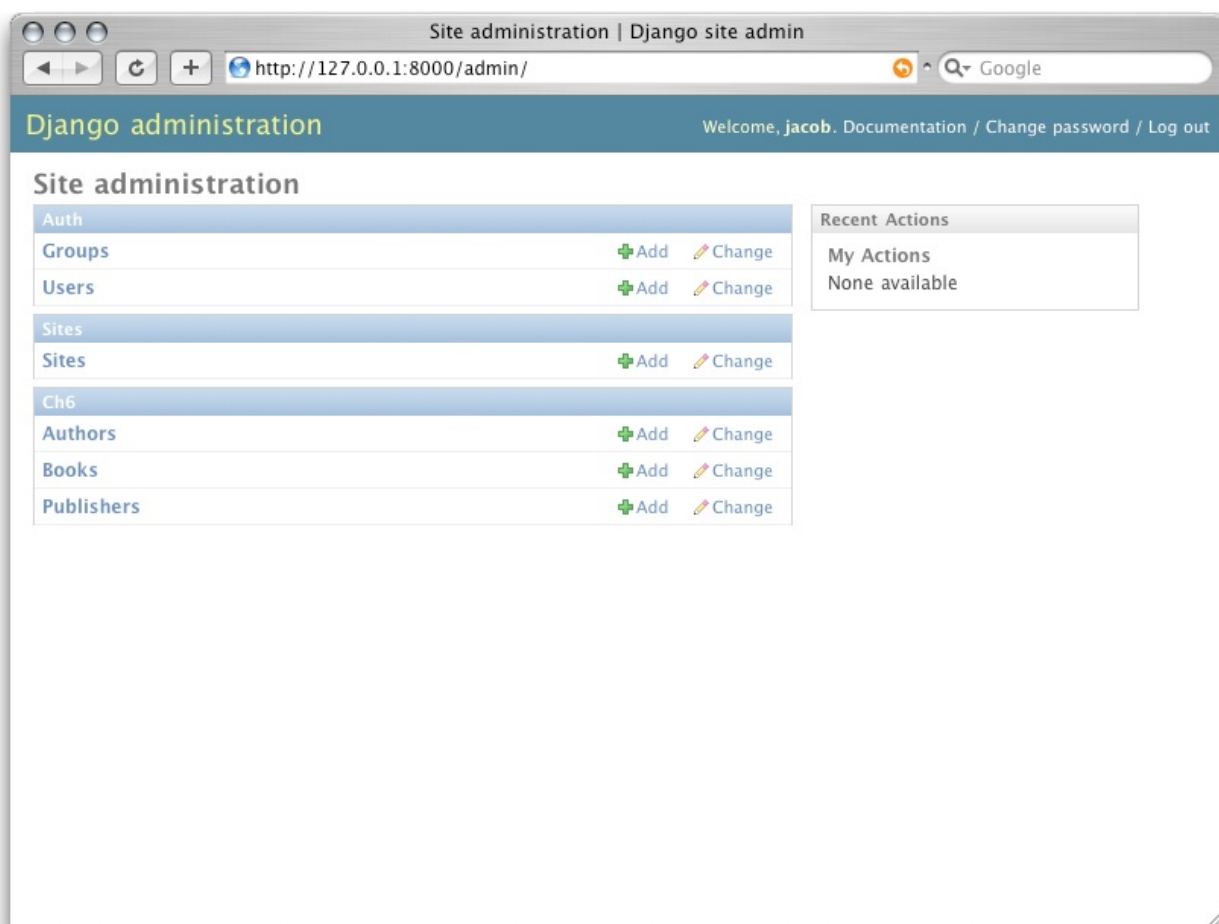 Site administration | Django site admin
http://127.0.0.1:8000/admin/
Google
Django administration
Welcome, jacob. Documentation / Change password / Log out
Site administration
Auth
Groups Add Change
Users Add Change
Sites
Sites Add Change
Ch6
Authors Add Change
Books Add Change
Publishers Add Change
Recent Actions
My Actions
None available